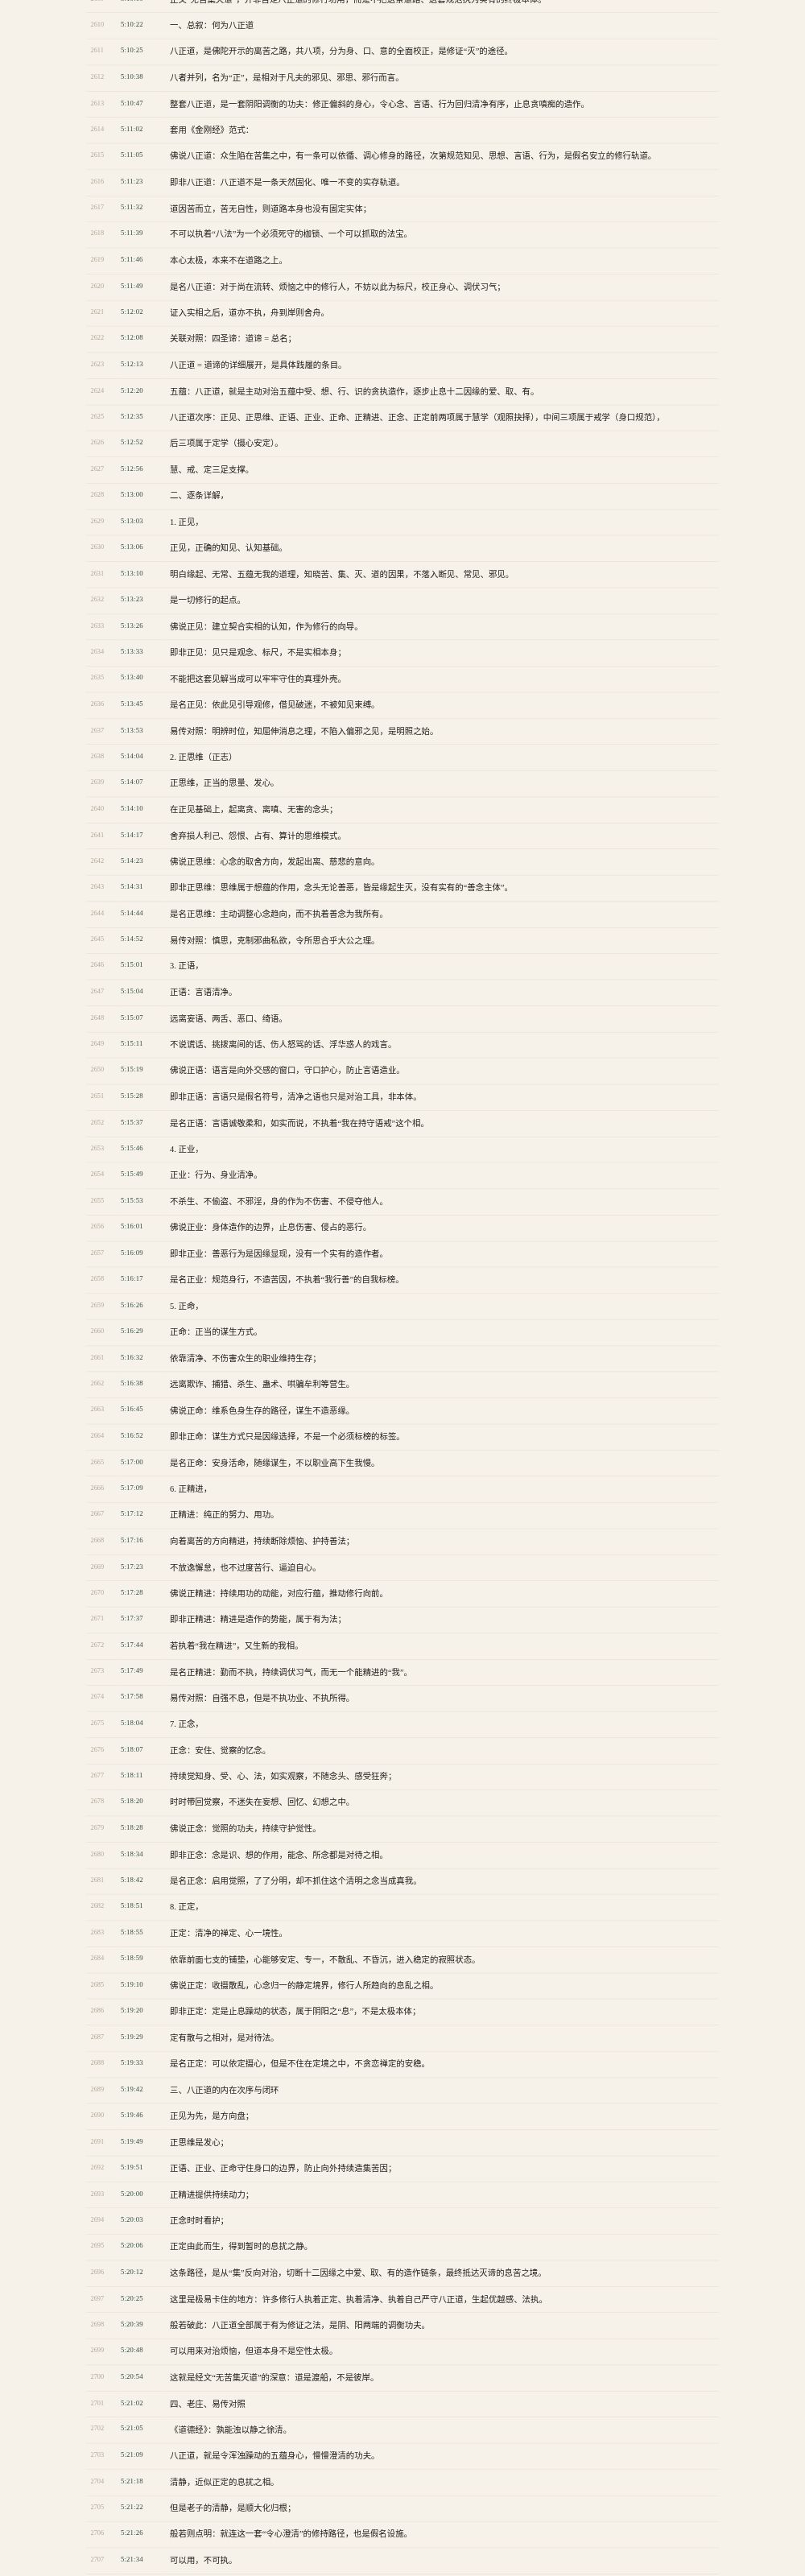 2610 5:10:22 一、总叙：何为八正道
2611 5:10:25 八正道，是佛陀开示的离苦之路，共八项，分为身、口、意的全面校正，是修证“灭”的途径。
2612 5:10:38 八者并列，名为“正”，是相对于凡夫的邪见、邪思、邪行而言。
2613 5:10:47 整套八正道，是一套阴阳调衡的功夫：修正偏斜的身心，令心念、言语、行为回归清净有序，止息贪嗔痴的造作。
2614 5:11:02 套用《金刚经》范式：
2615 5:11:05 佛说八正道：众生陷在苦集之中，有一条可以依循、调心修身的路径，次第规范知见、思想、言语、行为，是假名安立的修行轨道。
2616 5:11:23 即非八正道：八正道不是一条天然固化、唯一不变的实存轨道。
2617 5:11:32 道因苦而立，苦无自性，则道路本身也没有固定实体；
2618 5:11:39 不可以执着“八法”为一个必须死守的枷锁、一个可以抓取的法宝。
2619 5:11:46 本心太极，本来不在道路之上。
2620 5:11:49 是名八正道：对于尚在流转、烦恼之中的修行人，不妨以此为标尺，校正身心、调伏习气；
2621 5:12:02 证入实相之后，道亦不执，舟到岸则舍舟。
2622 5:12:08 关联对照：四圣谛：道谛 = 总名；
2623 5:12:13 八正道 = 道谛的详细展开，是具体践履的条目。
2624 5:12:20 五蕴：八正道，就是主动对治五蕴中受、想、行、识的贪执造作，逐步止息十二因缘的爱、取、有。
2625 5:12:35 八正道次序：正见、正思维、正语、正业、正命、正精进、正念、正定前两项属于慧学（观照抉择），中间三项属于戒学（身口规范），
2626 5:12:52 后三项属于定学（摄心安定）。
2627 5:12:56 慧、戒、定三足支撑。
2628 5:13:00 二、逐条详解，
2629 5:13:03 1. 正见，
2630 5:13:06 正见，正确的知见、认知基础。
2631 5:13:10 明白缘起、无常、五蕴无我的道理，知晓苦、集、灭、道的因果，不落入断见、常见、邪见。
2632 5:13:23 是一切修行的起点。
2633 5:13:26 佛说正见：建立契合实相的认知，作为修行的向导。
2634 5:13:33 即非正见：见只是观念、标尺，不是实相本身；
2635 5:13:40 不能把这套见解当成可以牢牢守住的真理外壳。
2636 5:13:45 是名正见：依此见引导观修，借见破迷，不被知见束缚。
2637 5:13:53 易传对照：明辨时位，知屈伸消息之理，不陷入偏邪之见，是明照之始。
2638 5:14:04 2. 正思维（正志）
2639 5:14:07 正思维，正当的思量、发心。
2640 5:14:10 在正见基础上，起离贪、离嗔、无害的念头；
2641 5:14:17 舍弃损人利己、怨恨、占有、算计的思维模式。
2642 5:14:23 佛说正思维：心念的取舍方向，发起出离、慈悲的意向。
2643 5:14:31 即非正思维：思维属于想蕴的作用，念头无论善恶，皆是缘起生灭，没有实有的“善念主体”。
2644 5:14:44 是名正思维：主动调整心念趋向，而不执着善念为我所有。
2645 5:14:52 易传对照：慎思，克制邪曲私欲，令所思合乎大公之理。
2646 5:15:01 3. 正语，
2647 5:15:04 正语：言语清净。
2648 5:15:07 远离妄语、两舌、恶口、绮语。
2649 5:15:11 不说谎话、挑拨离间的话、伤人怒骂的话、浮华惑人的戏言。
2650 5:15:19 佛说正语：语言是向外交感的窗口，守口护心，防止言语造业。
2651 5:15:28 即非正语：言语只是假名符号，清净之语也只是对治工具，非本体。
2652 5:15:37 是名正语：言语诚敬柔和，如实而说，不执着“我在持守语戒”这个相。
2653 5:15:46 4. 正业，
2654 5:15:49 正业：行为、身业清净。
2655 5:15:53 不杀生、不偷盗、不邪淫，身的作为不伤害、不侵夺他人。
2656 5:16:01 佛说正业：身体造作的边界，止息伤害、侵占的恶行。
2657 5:16:09 即非正业：善恶行为是因缘显现，没有一个实有的造作者。
2658 5:16:17 是名正业：规范身行，不造苦因，不执着“我行善”的自我标榜。
2659 5:16:26 5. 正命，
2660 5:16:29 正命：正当的谋生方式。
2661 5:16:32 依靠清净、不伤害众生的职业维持生存；
2662 5:16:38 远离欺诈、捕猎、杀生、蛊术、哄骗牟利等营生。
2663 5:16:45 佛说正命：维系色身生存的路径，谋生不造恶缘。
2664 5:16:52 即非正命：谋生方式只是因缘选择，不是一个必须标榜的标签。
2665 5:17:00 是名正命：安身活命，随缘谋生，不以职业高下生我慢。
2666 5:17:09 6. 正精进，
2667 5:17:12 正精进：纯正的努力、用功。
2668 5:17:16 向着离苦的方向精进，持续断除烦恼、护持善法；
2669 5:17:23 不放逸懈怠，也不过度苦行、逼迫自心。
2670 5:17:28 佛说正精进：持续用功的动能，对应行蕴，推动修行向前。
2671 5:17:37 即非正精进：精进是造作的势能，属于有为法；
2672 5:17:44 若执着“我在精进”，又生新的我相。
2673 5:17:49 是名正精进：勤而不执，持续调伏习气，而无一个能精进的“我”。
2674 5:17:58 易传对照：自强不息，但是不执功业、不执所得。
2675 5:18:04 7. 正念，
2676 5:18:07 正念：安住、觉察的忆念。
2677 5:18:11 持续觉知身、受、心、法，如实观察，不随念头、感受狂奔；
2678 5:18:20 时时带回觉察，不迷失在妄想、回忆、幻想之中。
2679 5:18:28 佛说正念：觉照的功夫，持续守护觉性。
2680 5:18:34 即非正念：念是识、想的作用，能念、所念都是对待之相。
2681 5:18:42 是名正念：启用觉照，了了分明，却不抓住这个清明之念当成真我。
2682 5:18:51 8. 正定，
2683 5:18:55 正定：清净的禅定、心一境性。
2684 5:18:59 依靠前面七支的铺垫，心能够安定、专一，不散乱、不昏沉，进入稳定的寂照状态。
2685 5:19:10 佛说正定：收摄散乱，心念归一的静定境界，修行人所趋向的息乱之相。
2686 5:19:20 即非正定：定是止息躁动的状态，属于阴阳之“息”，不是太极本体；
2687 5:19:29 定有散与之相对，是对待法。
2688 5:19:33 是名正定：可以依定摄心，但是不住在定境之中，不贪恋禅定的安稳。
2689 5:19:42 三、八正道的内在次序与闭环
2690 5:19:46 正见为先，是方向盘；
2691 5:19:49 正思维是发心；
2692 5:19:51 正语、正业、正命守住身口的边界，防止向外持续造集苦因；
2693 5:20:00 正精进提供持续动力；
2694 5:20:03 正念时时看护；
2695 5:20:06 正定由此而生，得到暂时的息扰之静。
2696 5:20:12 这条路径，是从“集”反向对治，切断十二因缘之中爱、取、有的造作链条，最终抵达灭谛的息苦之境。
2697 5:20:25 这里是极易卡住的地方：许多修行人执着正定、执着清净、执着自己严守八正道，生起优越感、法执。
2698 5:20:39 般若破此：八正道全部属于有为修证之法，是阴、阳两端的调衡功夫。
2699 5:20:48 可以用来对治烦恼，但道本身不是空性太极。
2700 5:20:54 这就是经文“无苦集灭道”的深意：道是渡船，不是彼岸。
2701 5:21:02 四、老庄、易传对照
2702 5:21:05 《道德经》：孰能浊以静之徐清。
2703 5:21:09 八正道，就是令浑浊躁动的五蕴身心，慢慢澄清的功夫。
2704 5:21:18 清静，近似正定的息扰之相。
2705 5:21:22 但是老子的清静，是顺大化归根；
2706 5:21:26 般若则点明：就连这一套“令心澄清”的修持路径，也是假名设施。
2707 5:21:34 可以用，不可执。